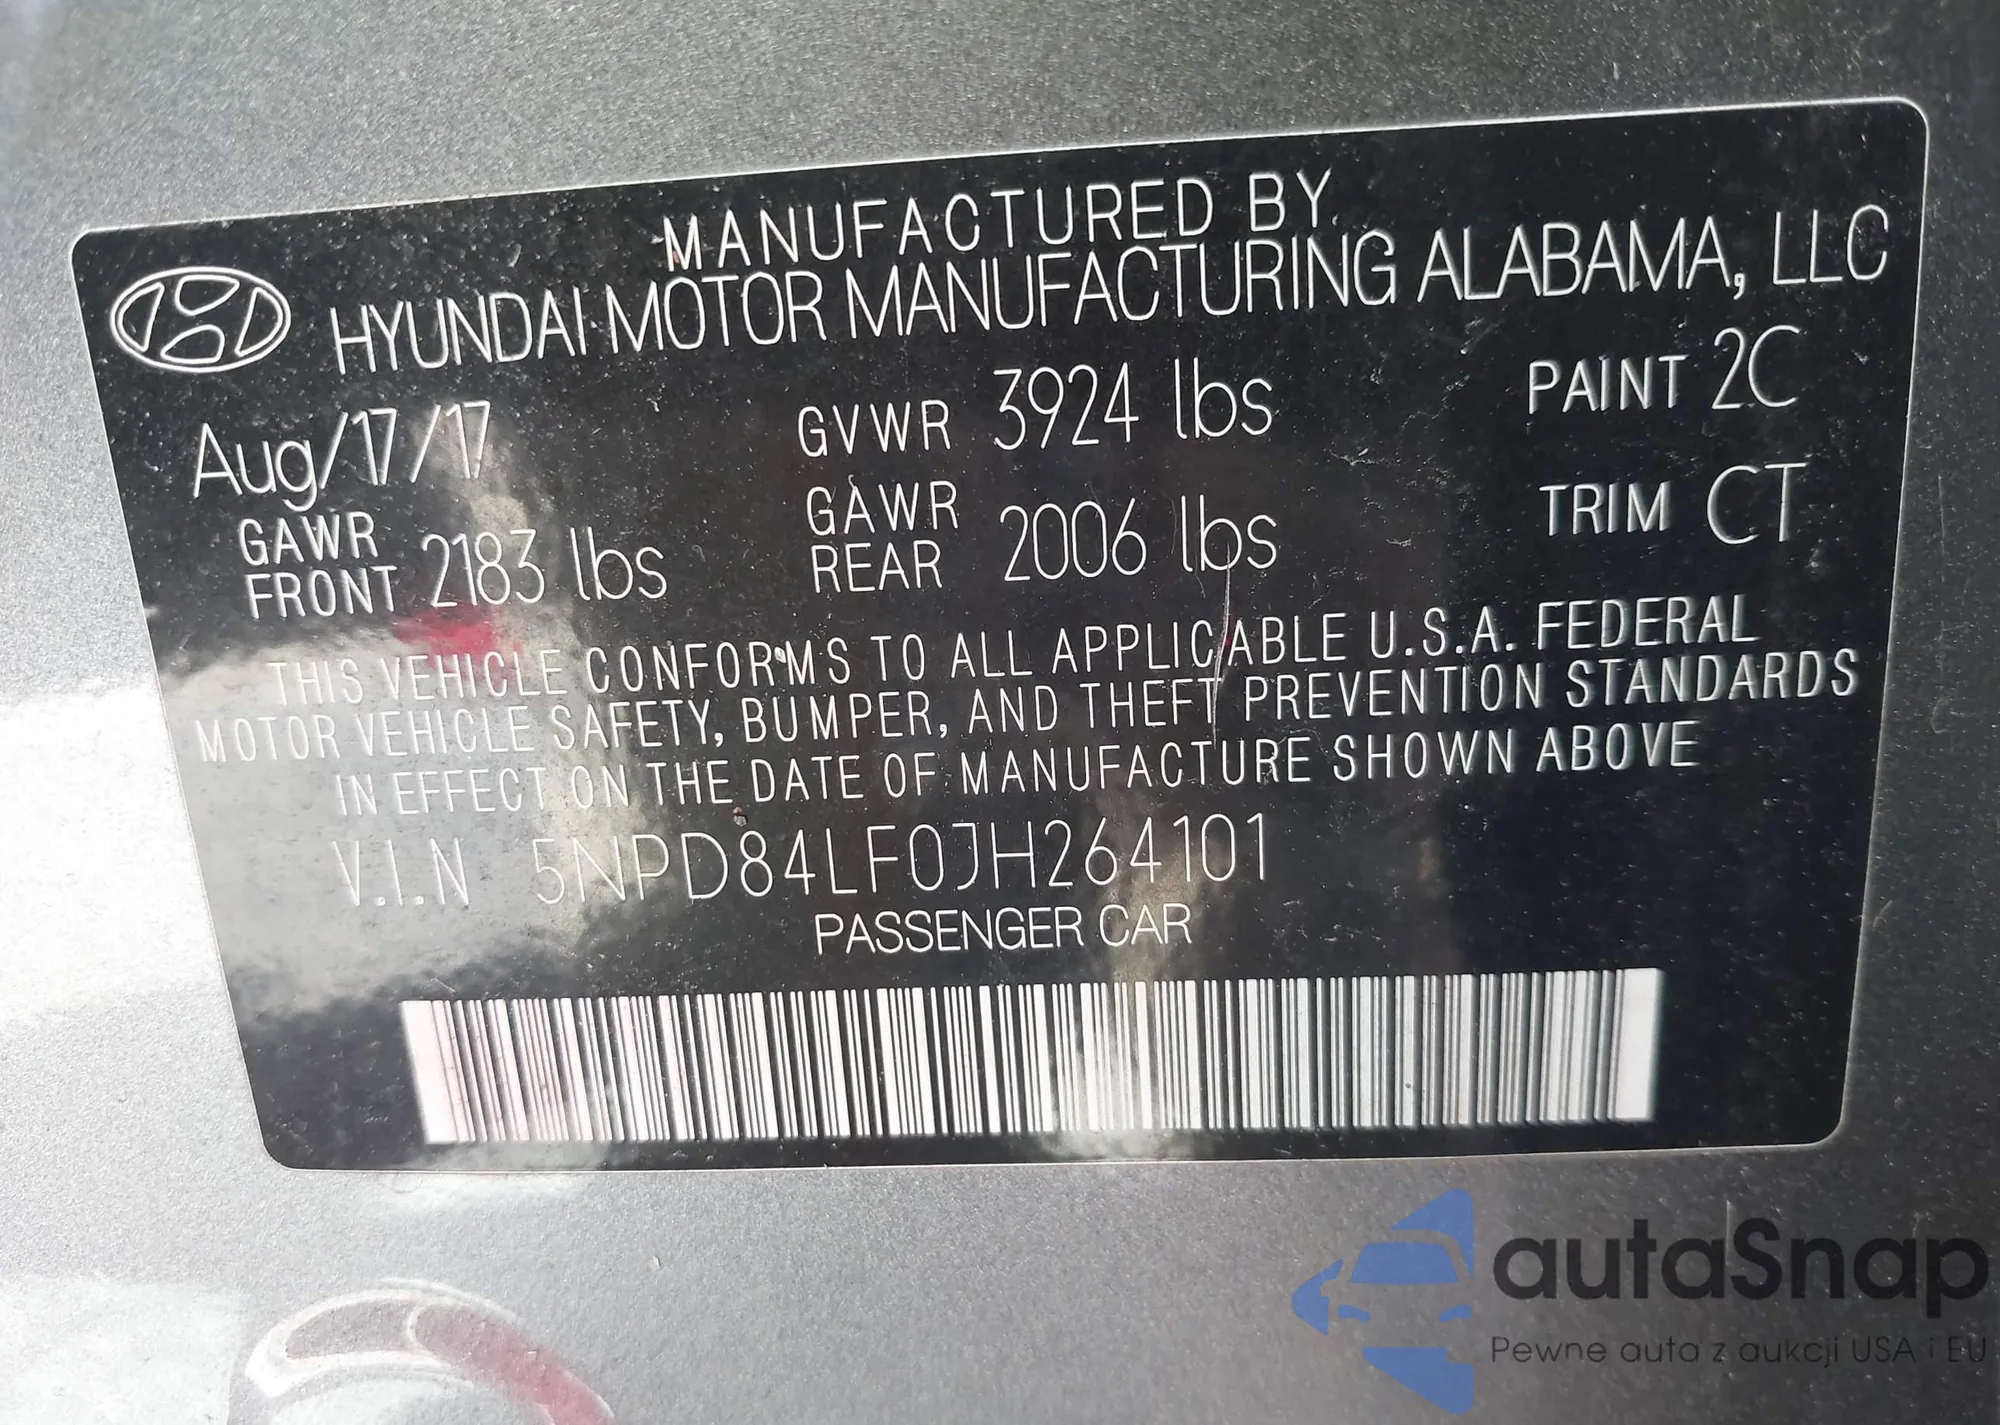 MANUFACTURED BY
HYUNDAI MOTOR MANUFACTURING ALABAMA, LLC
Aug/17/17 GVWR 3924 lbs PAINT 2C
GAWR FRONT 2183 lbs GAWR REAR 2006 lbs TRIM CT
THIS VEHICLE CONFORMS TO ALL APPLICABLE U.S.A. FEDERAL
MOTOR VEHICLE SAFETY, BUMPER, AND THEFT PREVENTION STANDARDS
IN EFFECT ON THE DATE OF MANUFACTURE SHOWN ABOVE
V.I.N 5NPD84LF0JH264101
PASSENGER CAR
autaSnap
Pewne auta z aukcji USA i EU